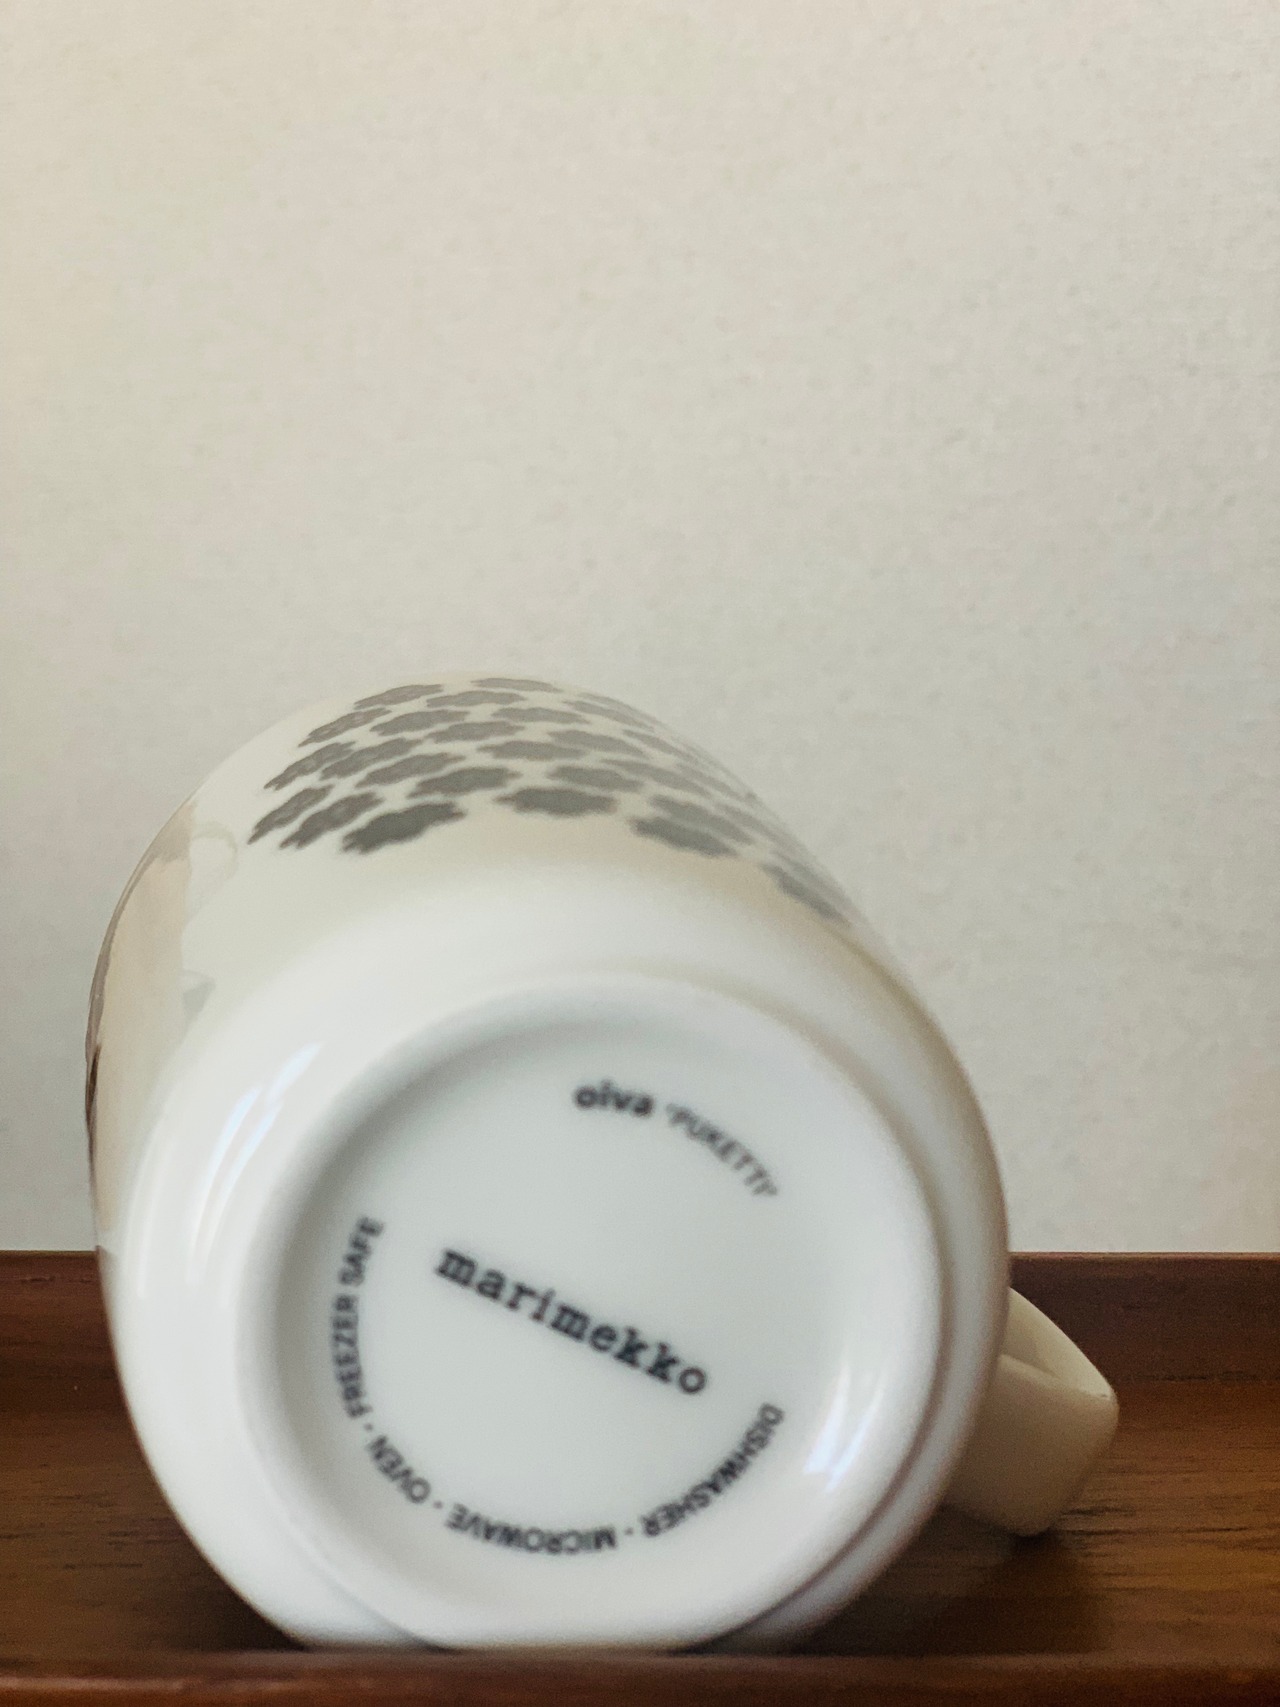 oiva "PUKETTI"
marimekko
DISHWASHER · MICROWAVE · OVEN · FREEZER SAFE